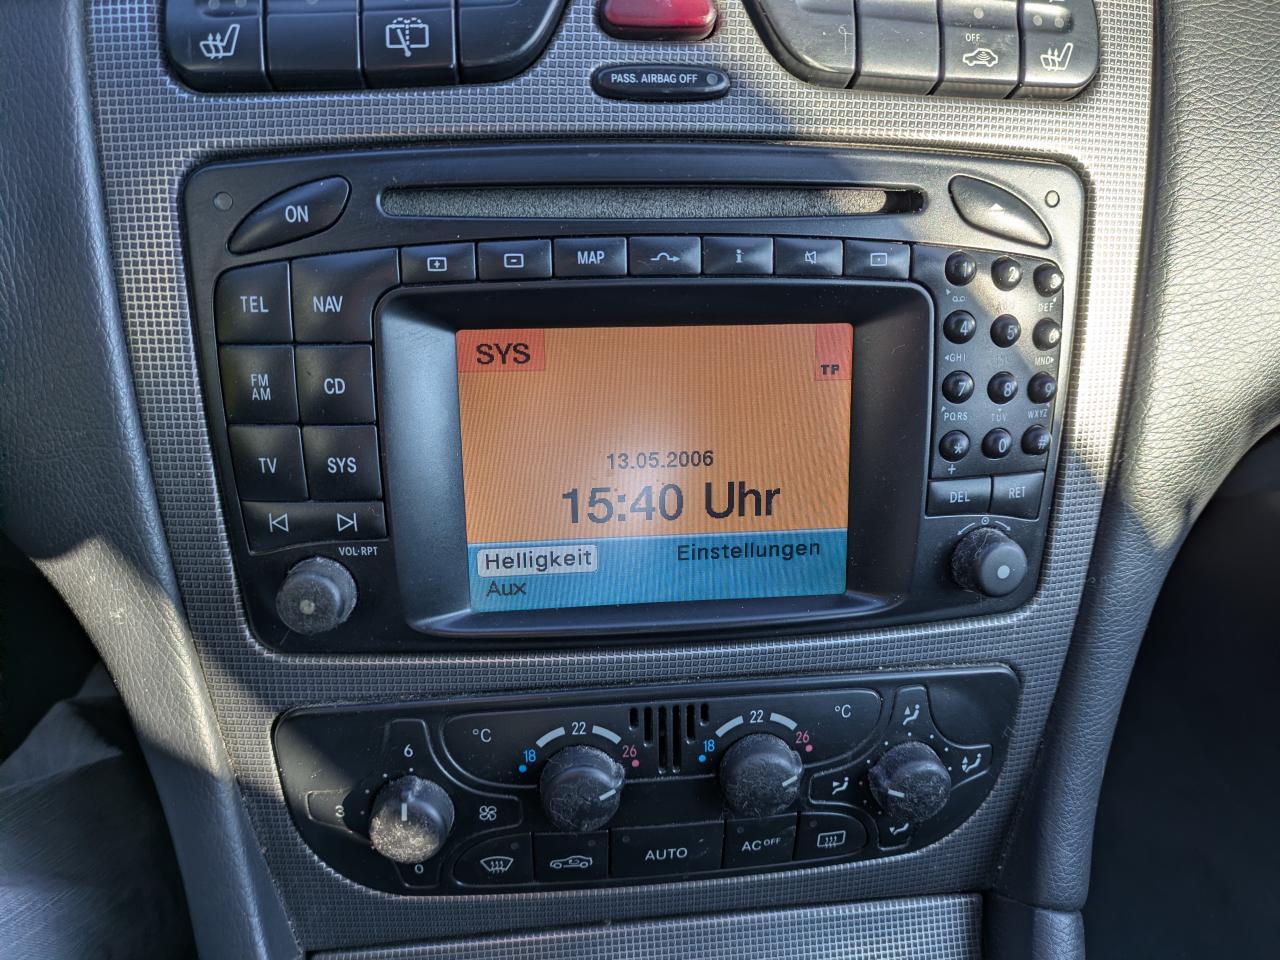 OFF
PASS. AIRBAG OFF
ON
MAP
i
TEL NAV
FM
AM
CD
TV SYS
VOL·RPT
1 2 3
DEF
4 5 6
GHI MNO
7 8 9
PQRS TUV WXYZ
* 0 #
+
DEL RET
SYS
TP
13.05.2006
15:40 Uhr
Helligkeit Einstellungen
Aux
6
3
0
°C
18 22 26
18 22 26
°C
AUTO
AC OFF